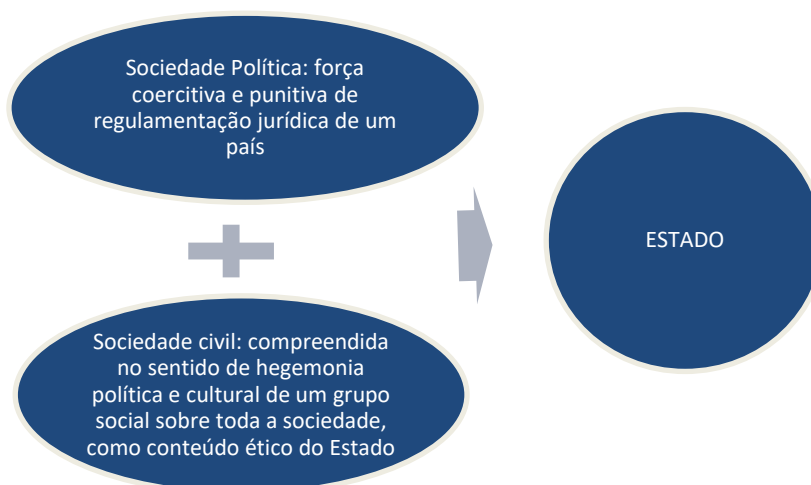 Sociedade Política: força
coercitiva e punitiva de
regulamentação jurídica de um
país
Sociedade civil: compreendida
no sentido de hegemonia
política e cultural de um grupo
social sobre toda a sociedade,
como conteúdo ético do Estado
ESTADO